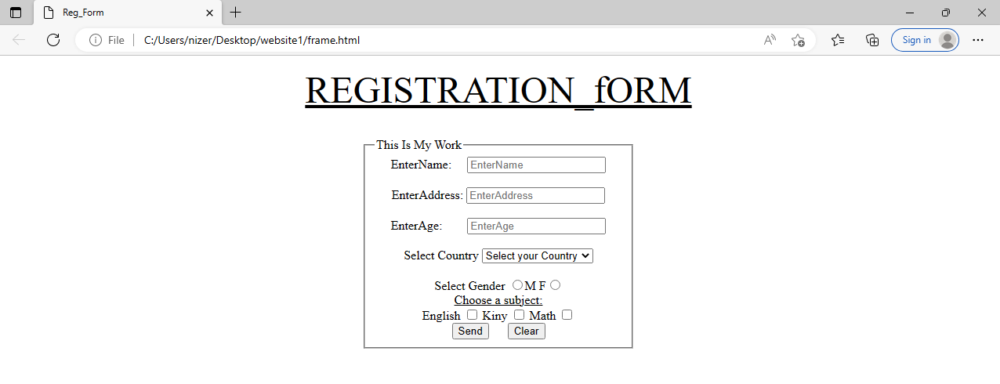 Reg_Form
File C:/Users/nizer/Desktop/website1/frame.html Sign in
REGISTRATION_fORM
This Is My Work
EnterName: EnterName
EnterAddress: EnterAddress
EnterAge: EnterAge
Select Country Select your Country
Select Gender M F
Choose a subject:
English Kiny Math
Send Clear